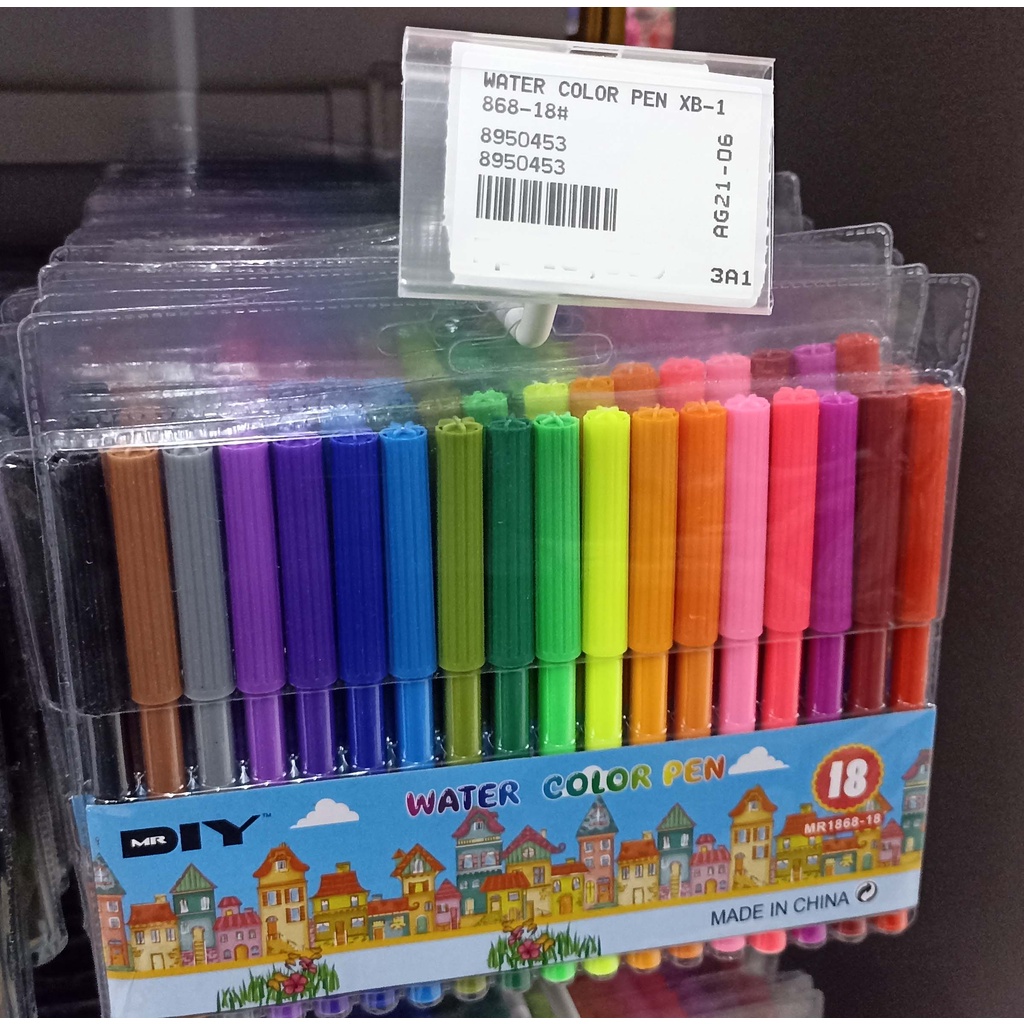 WATER COLOR PEN XB-1
868-18#
8950453
8950453
AG21-06
3A1
WATER COLOR PEN
18
MR1868-18
MR DIY™
MADE IN CHINA